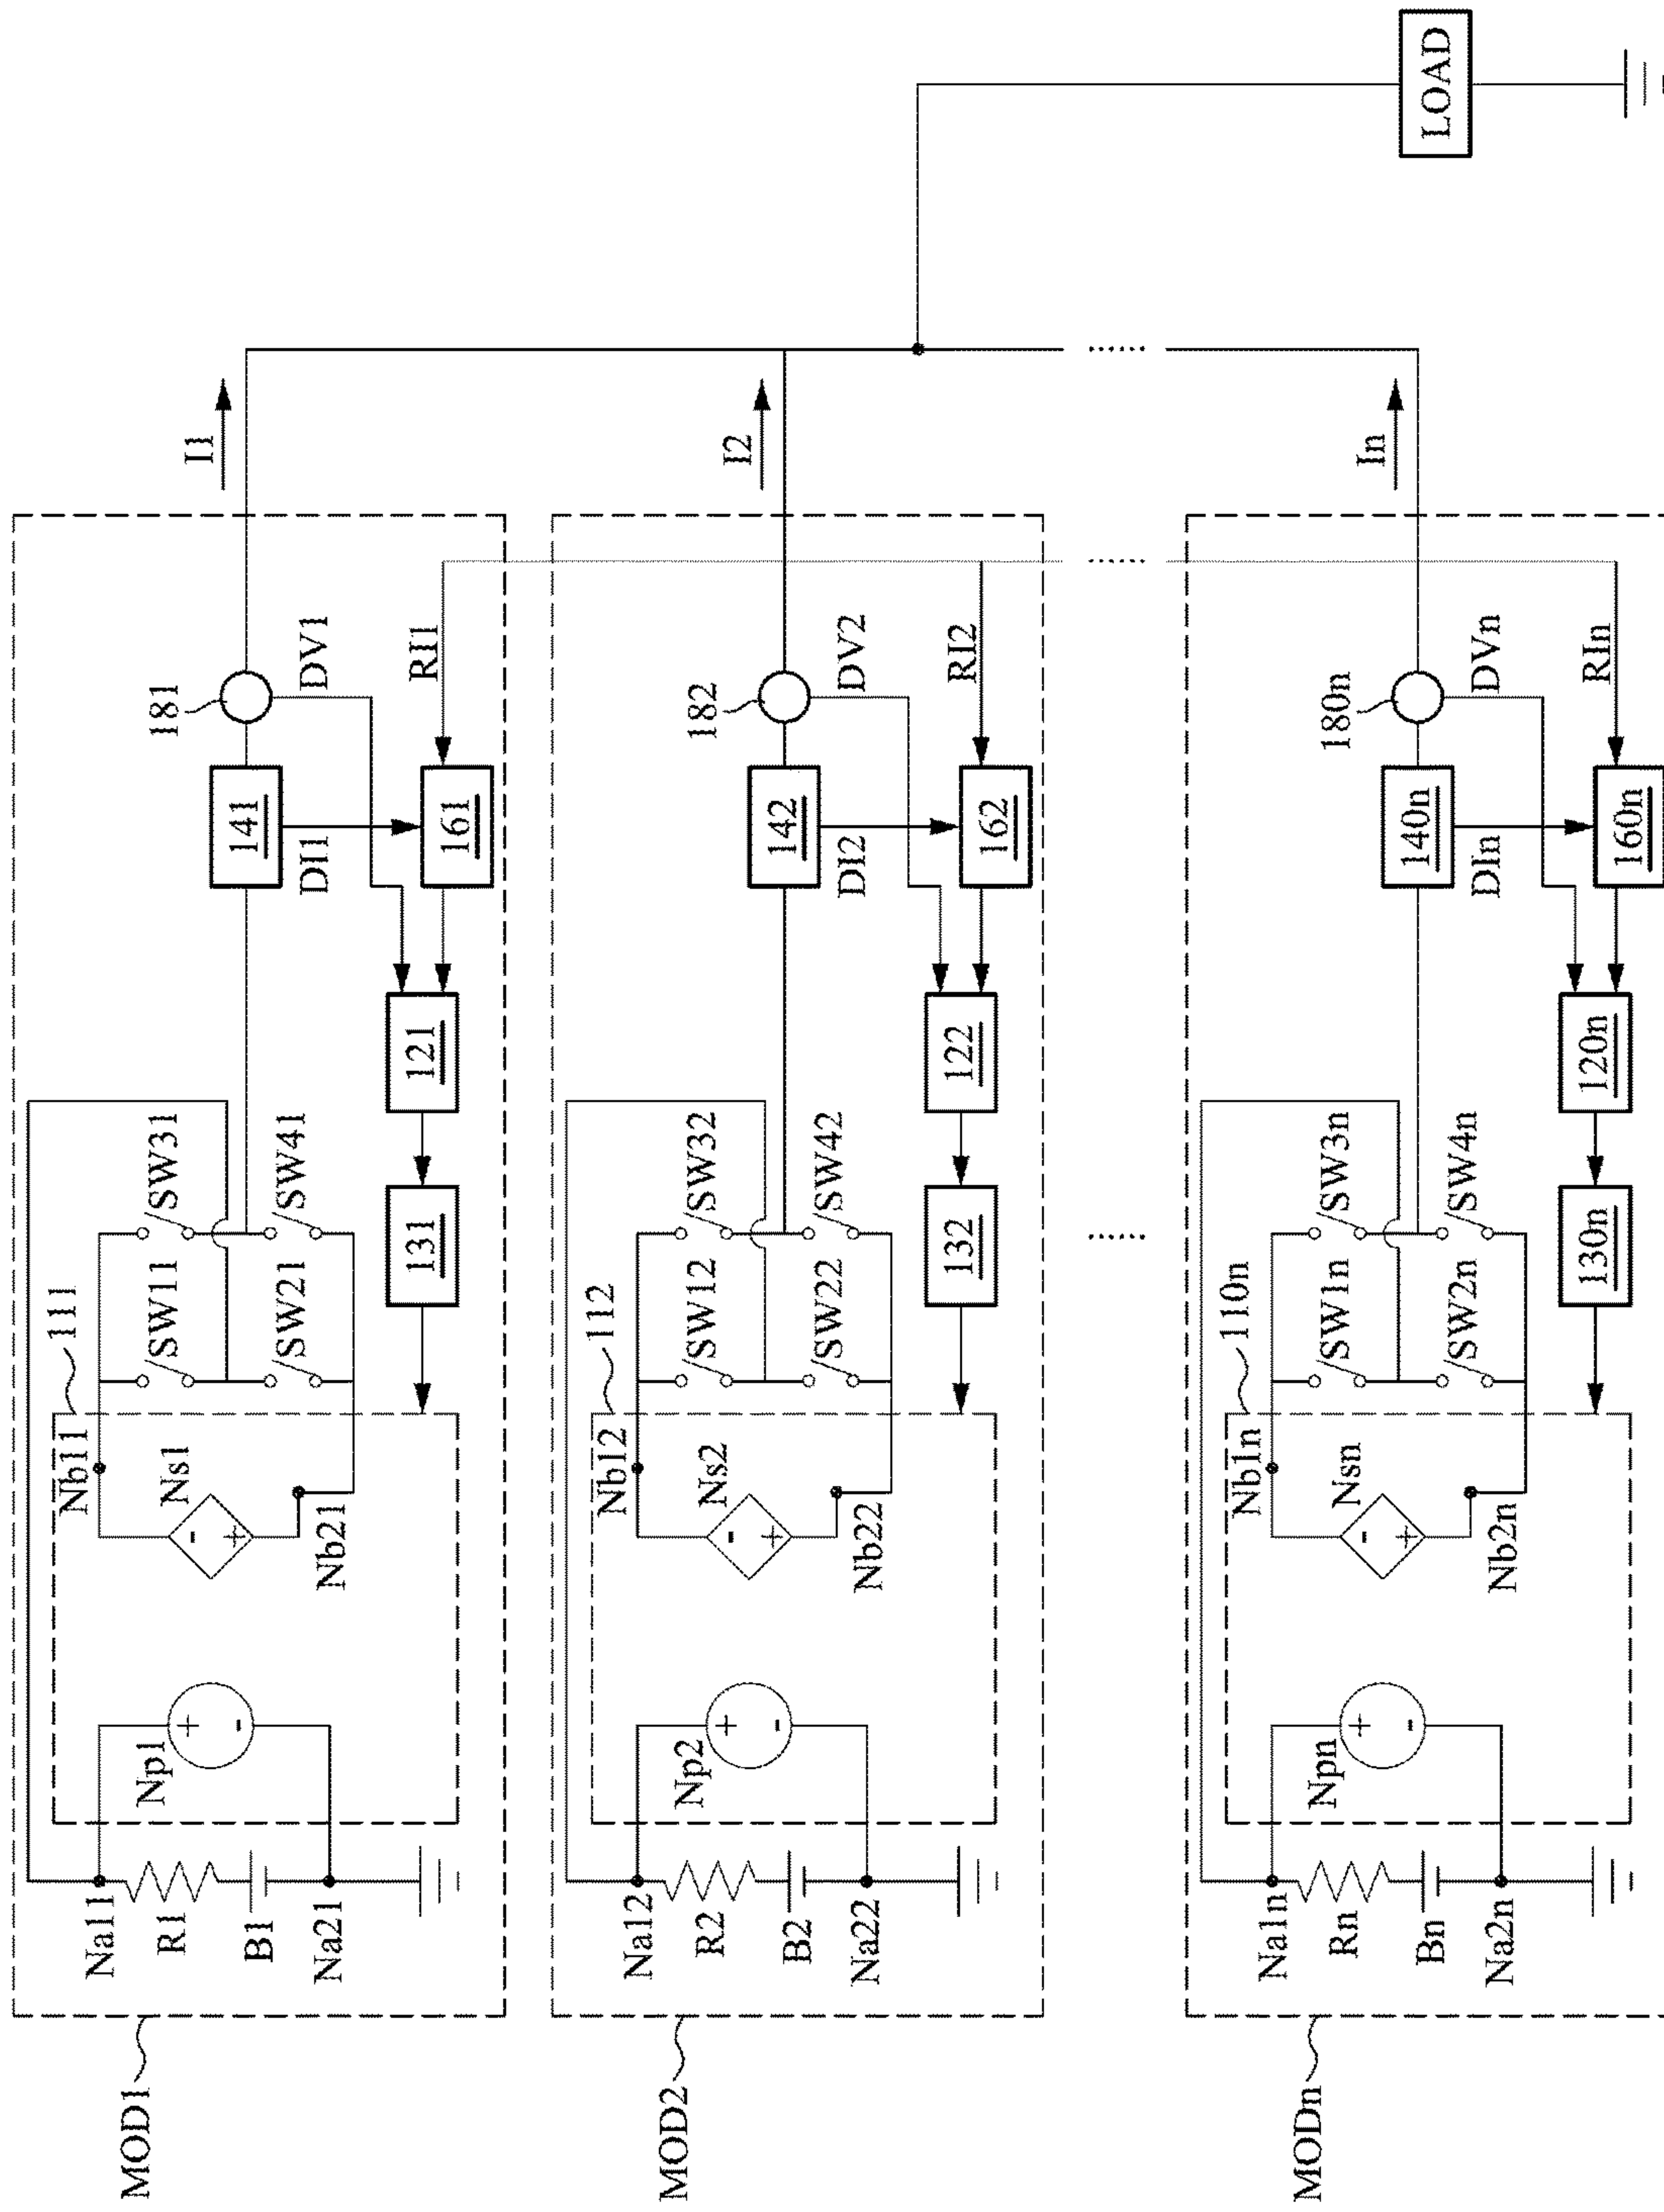 MOD1
Na11
R1
B1
Na21
Np1
Nb11
Ns1
Nb21
111
SW11
SW21
SW31
SW41
131
121
141
DI1
161
181
DV1
RI1
I1
MOD2
Na12
R2
B2
Na22
Np2
Nb12
Ns2
Nb22
112
SW12
SW22
SW32
SW42
132
122
142
DI2
162
182
DV2
RI2
I2
MODn
Na1n
Rn
Bn
Na2n
Npn
Nb1n
Nsn
Nb2n
110n
SW1n
SW2n
SW3n
SW4n
130n
120n
140n
DIn
160n
180n
DVn
RIn
In
LOAD